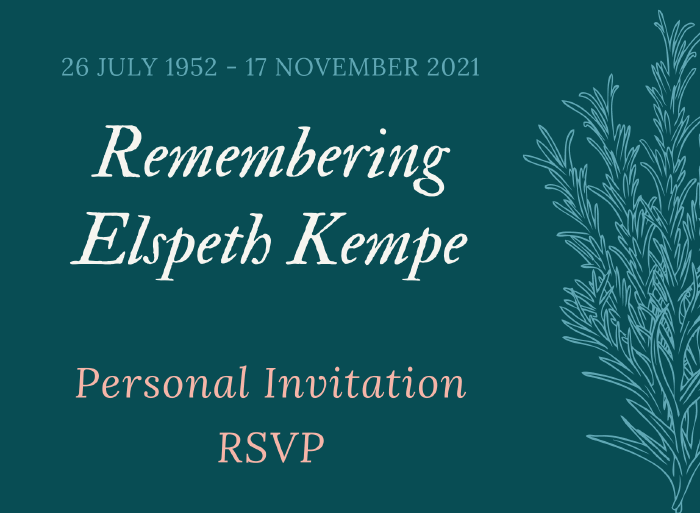 26 JULY 1952 - 17 NOVEMBER 2021
Remembering
Elspeth Kempe
Personal Invitation
RSVP